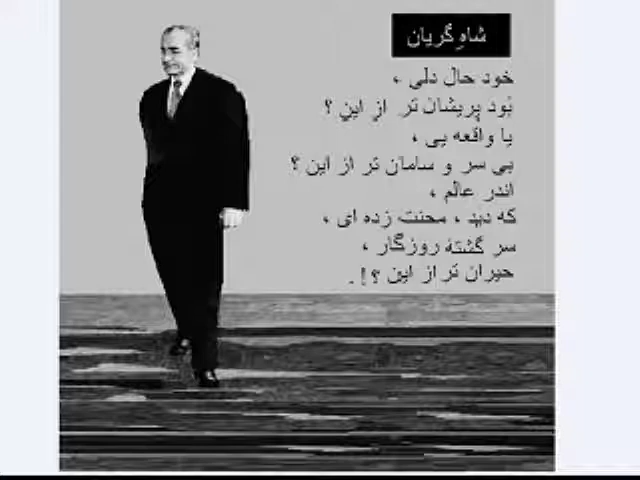 شاهِ گریان
خود حال دلی ،
بُود پریشان تر از این ؟
یا واقعه یی ،
بی سر و سامان تر از این ؟
اندر عالم ،
که دید ، محنت زده ای ،
سر گشتهٔ روزگار ،
حیران تر از این ؟! .